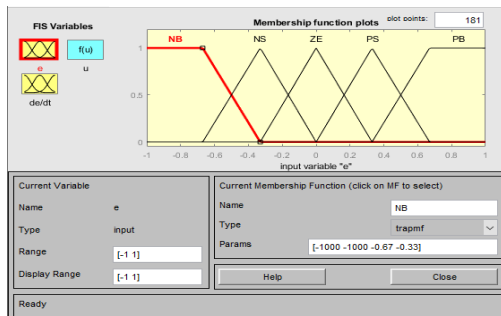 FIS Variables
Membership function plots
plot points:
181
e
f(u)
u
de/dt
NB
NS
ZE
PS
PB
1
0.5
0
-1
-0.8
-0.6
-0.4
-0.2
0
0.2
0.4
0.6
0.8
1
input variable "e"
Current Variable
Name
e
Type
input
Range
[-1 1]
Display Range
[-1 1]
Current Membership Function (click on MF to select)
Name
NB
Type
trapmf
Params
[-1000 -1000 -0.67 -0.33]
Help
Close
Ready